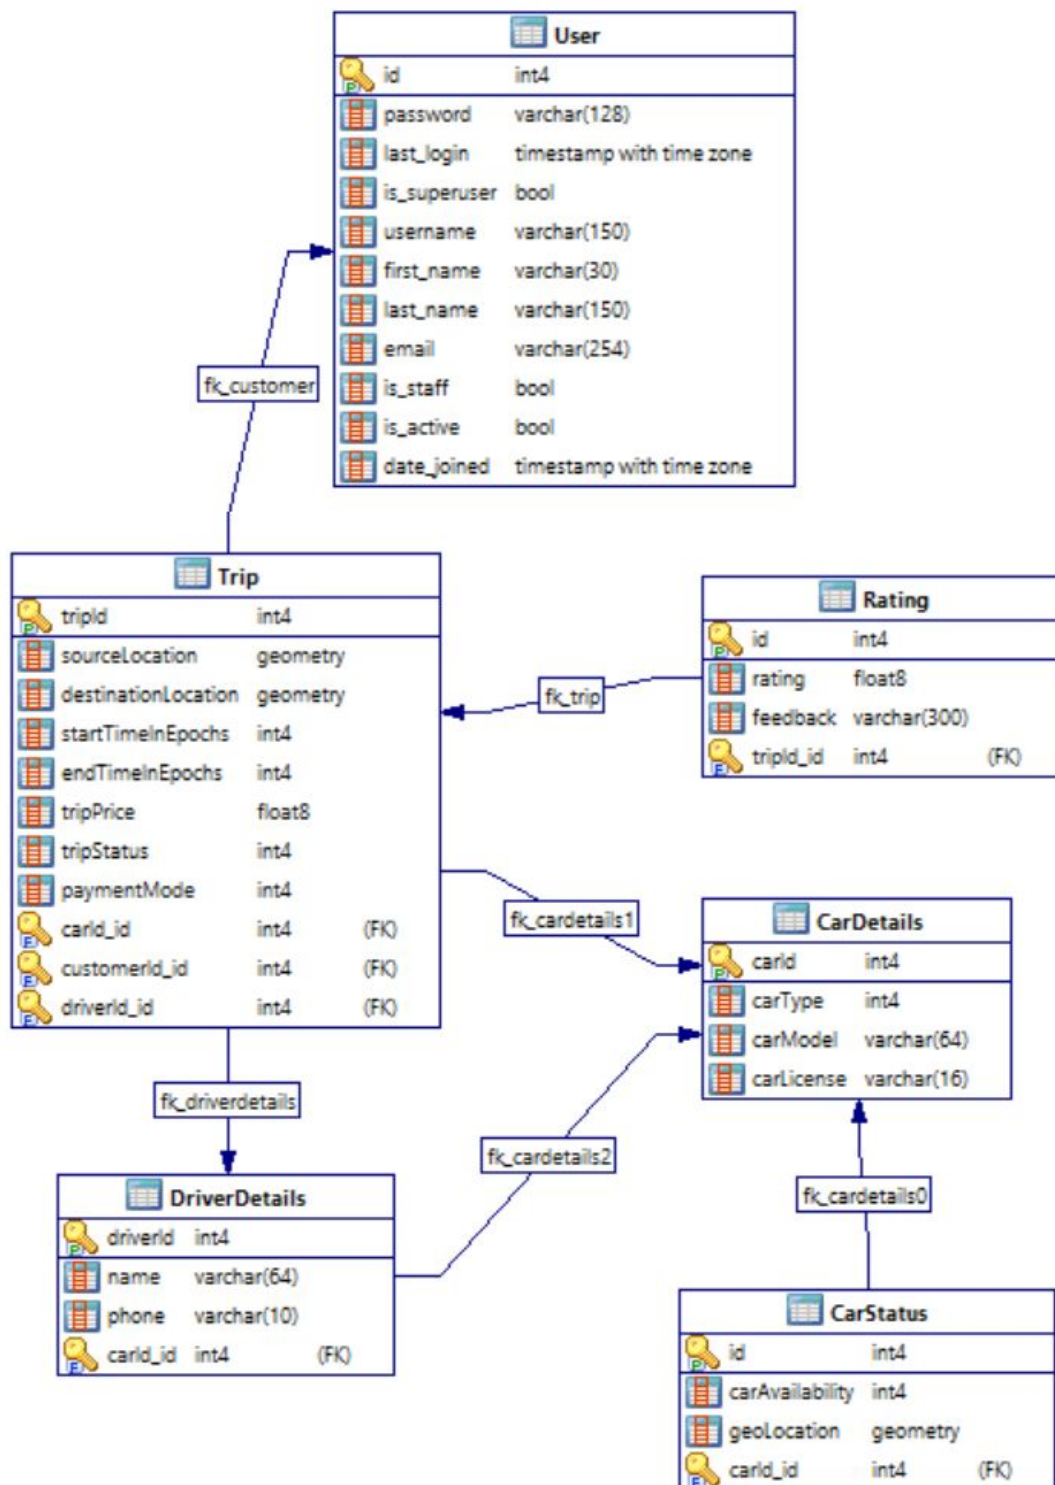 User
id int4
password varchar(128)
last_login timestamp with time zone
is_superuser bool
username varchar(150)
first_name varchar(30)
last_name varchar(150)
email varchar(254)
is_staff bool
is_active bool
date_joined timestamp with time zone
fk_customer
Trip
tripId int4
sourceLocation geometry
destinationLocation geometry
startTimeInEpochs int4
endTimeInEpochs int4
tripPrice float8
tripStatus int4
paymentMode int4
carId_id int4 (FK)
customerId_id int4 (FK)
driverId_id int4 (FK)
fk_trip
Rating
id int4
rating float8
feedback varchar(300)
tripId_id int4 (FK)
fk_cardetails1
CarDetails
carId int4
carType int4
carModel varchar(64)
carLicense varchar(16)
fk_driverdetails
fk_cardetails2
fk_cardetails0
DriverDetails
driverId int4
name varchar(64)
phone varchar(10)
carId_id int4 (FK)
CarStatus
id int4
carAvailability int4
geoLocation geometry
carId_id int4 (FK)